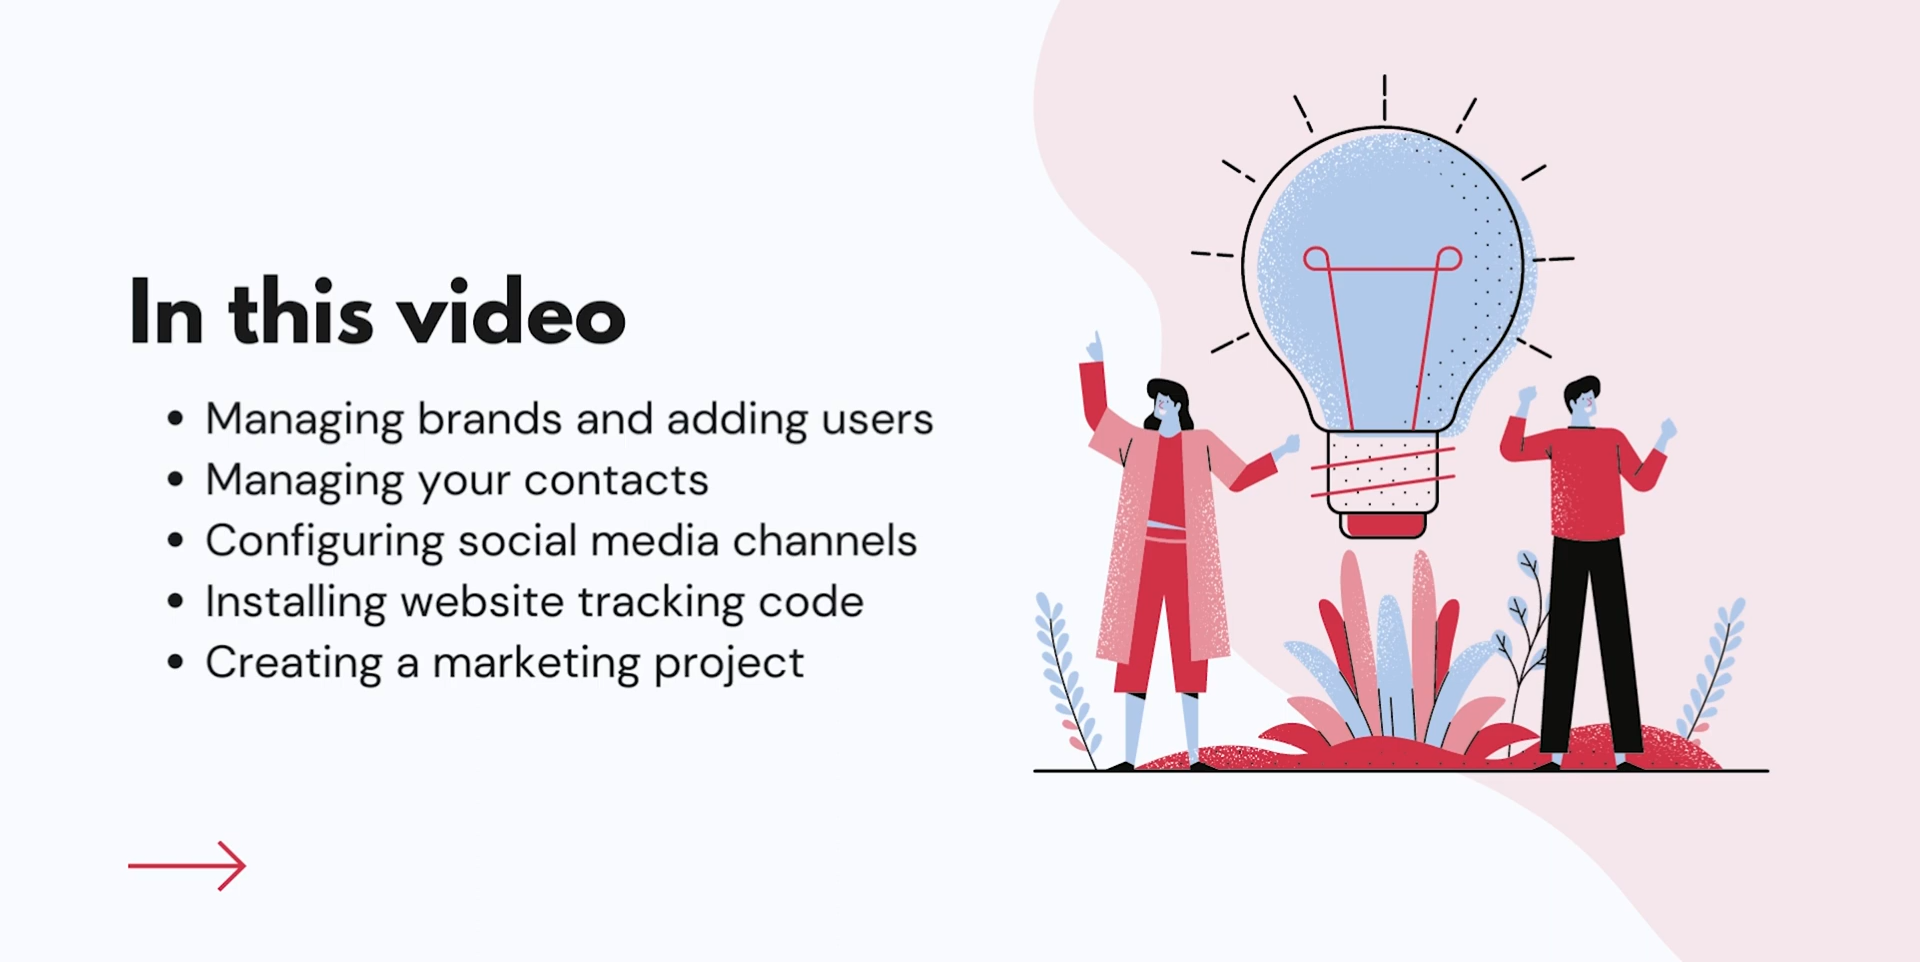 In this video
• Managing brands and adding users
• Managing your contacts
• Configuring social media channels
• Installing website tracking code
• Creating a marketing project